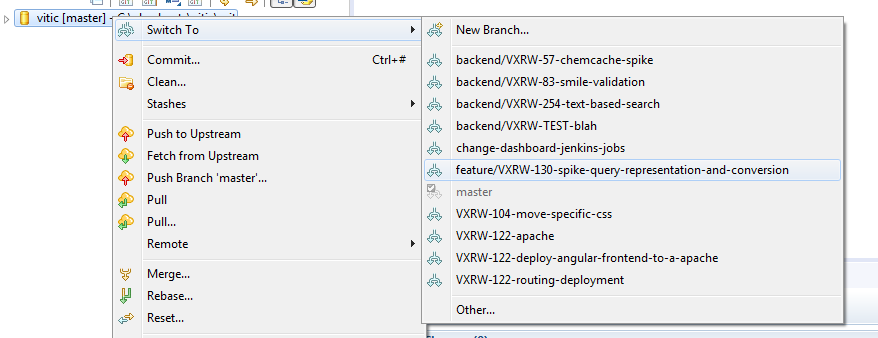 vitic [master] -
Switch To
Commit... Ctrl+#
Clean...
Stashes
Push to Upstream
Fetch from Upstream
Push Branch 'master'...
Pull
Pull...
Remote
Merge...
Rebase...
Reset...
New Branch...
backend/VXRW-57-chemcache-spike
backend/VXRW-83-smile-validation
backend/VXRW-254-text-based-search
backend/VXRW-TEST-blah
change-dashboard-jenkins-jobs
feature/VXRW-130-spike-query-representation-and-conversion
master
VXRW-104-move-specific-css
VXRW-122-apache
VXRW-122-deploy-angular-frontend-to-a-apache
VXRW-122-routing-deployment
Other...